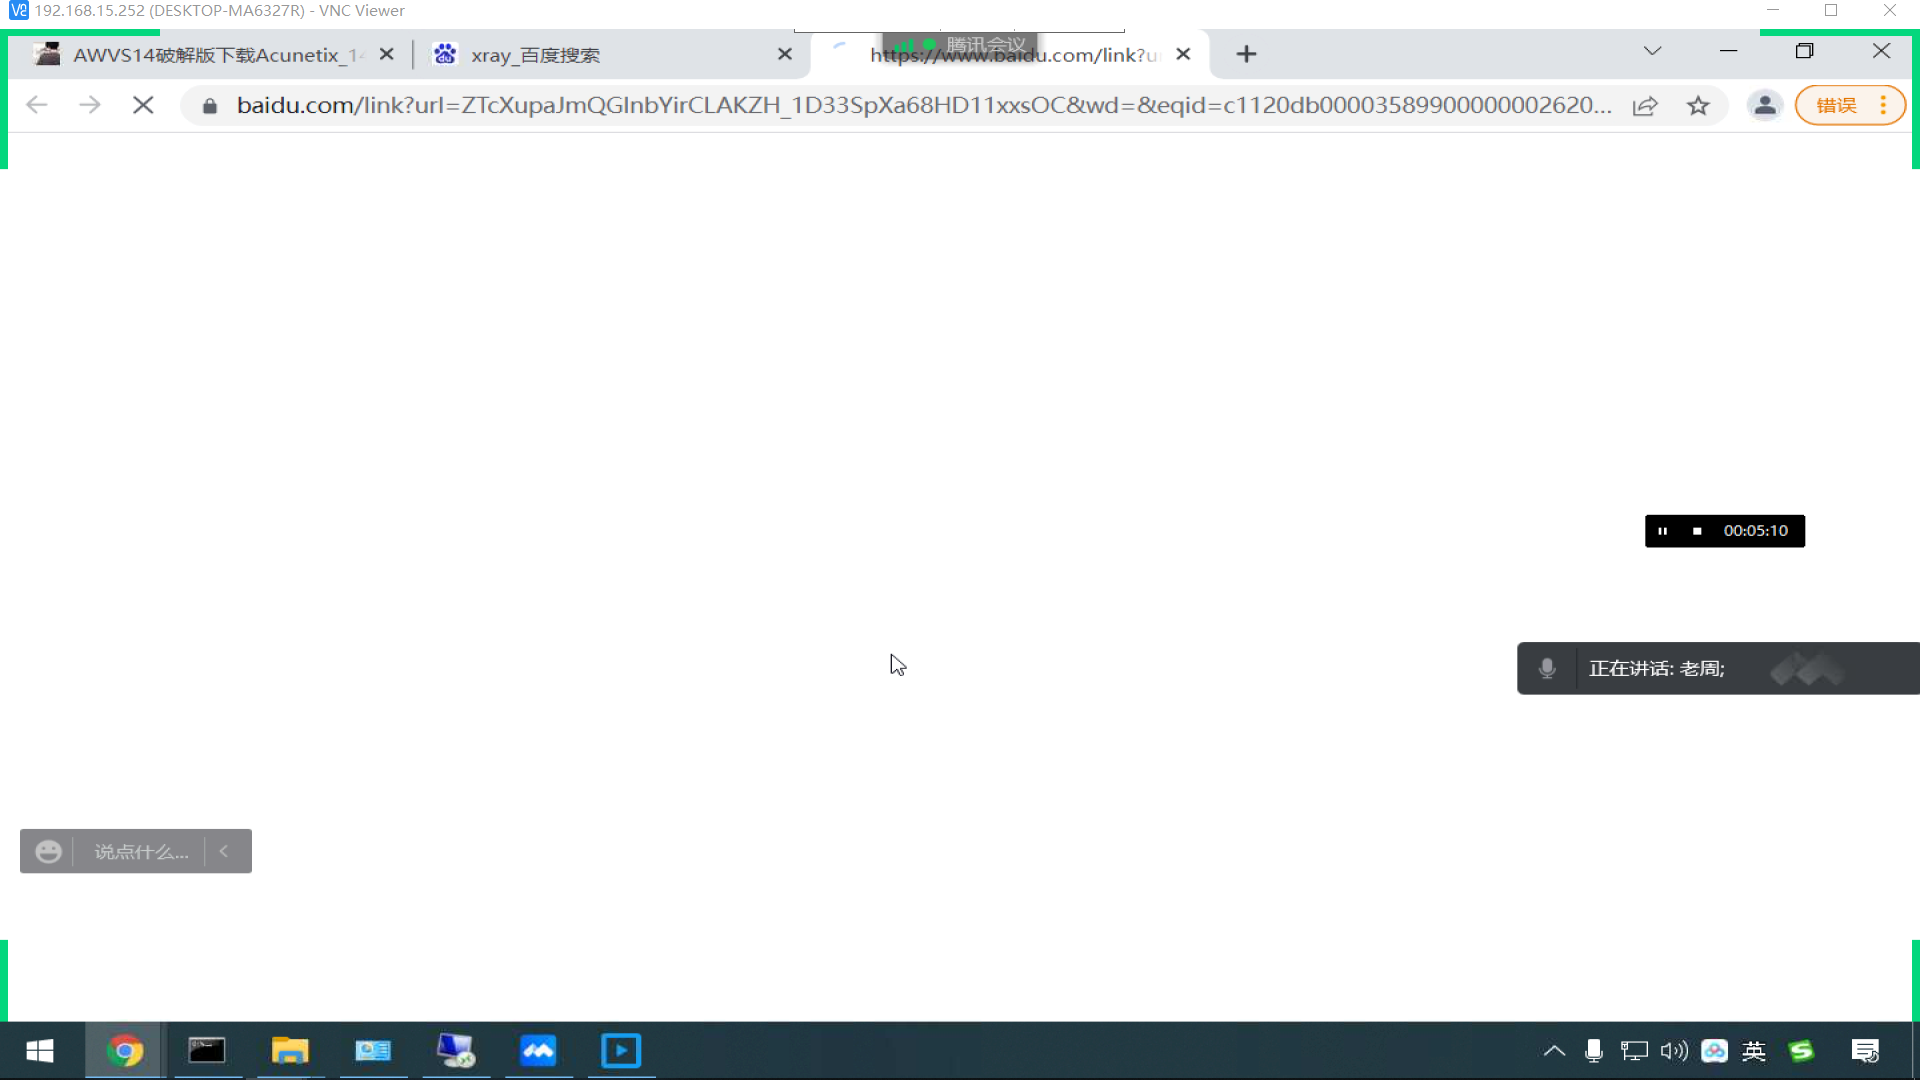 192.168.15.252 (DESKTOP-MA6327R) - VNC Viewer
AWVS14破解版下载Acunetix_14
xray_百度搜索
腾讯会议
https://www.baidu.com/link?u
baidu.com/link?url=ZTcXupaJmQGlnbYirCLAKZH_1D33SpXa68HD11xxsOC&wd=&eqid=c1120db00003589900000002620...
错误
00:05:10
正在讲话: 老周;
说点什么...
英